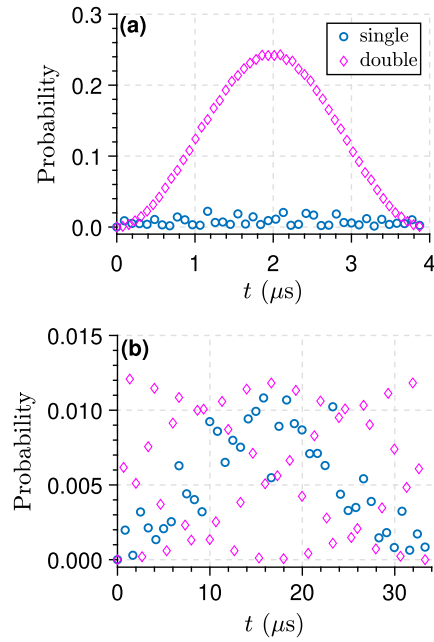 (a)
single
double
0.3
0.2
0.1
0.0
Probability
0 1 2 3 4
t (μs)
(b)
0.015
0.010
0.005
0.000
Probability
0 10 20 30
t (μs)